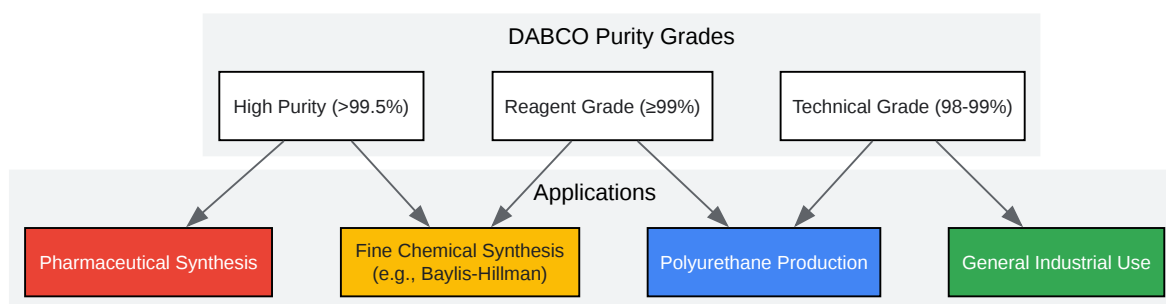 DABCO Purity Grades
High Purity (>99.5%)
Reagent Grade (≥99%)
Technical Grade (98-99%)
Applications
Pharmaceutical Synthesis
Fine Chemical Synthesis
(e.g., Baylis-Hillman)
Polyurethane Production
General Industrial Use